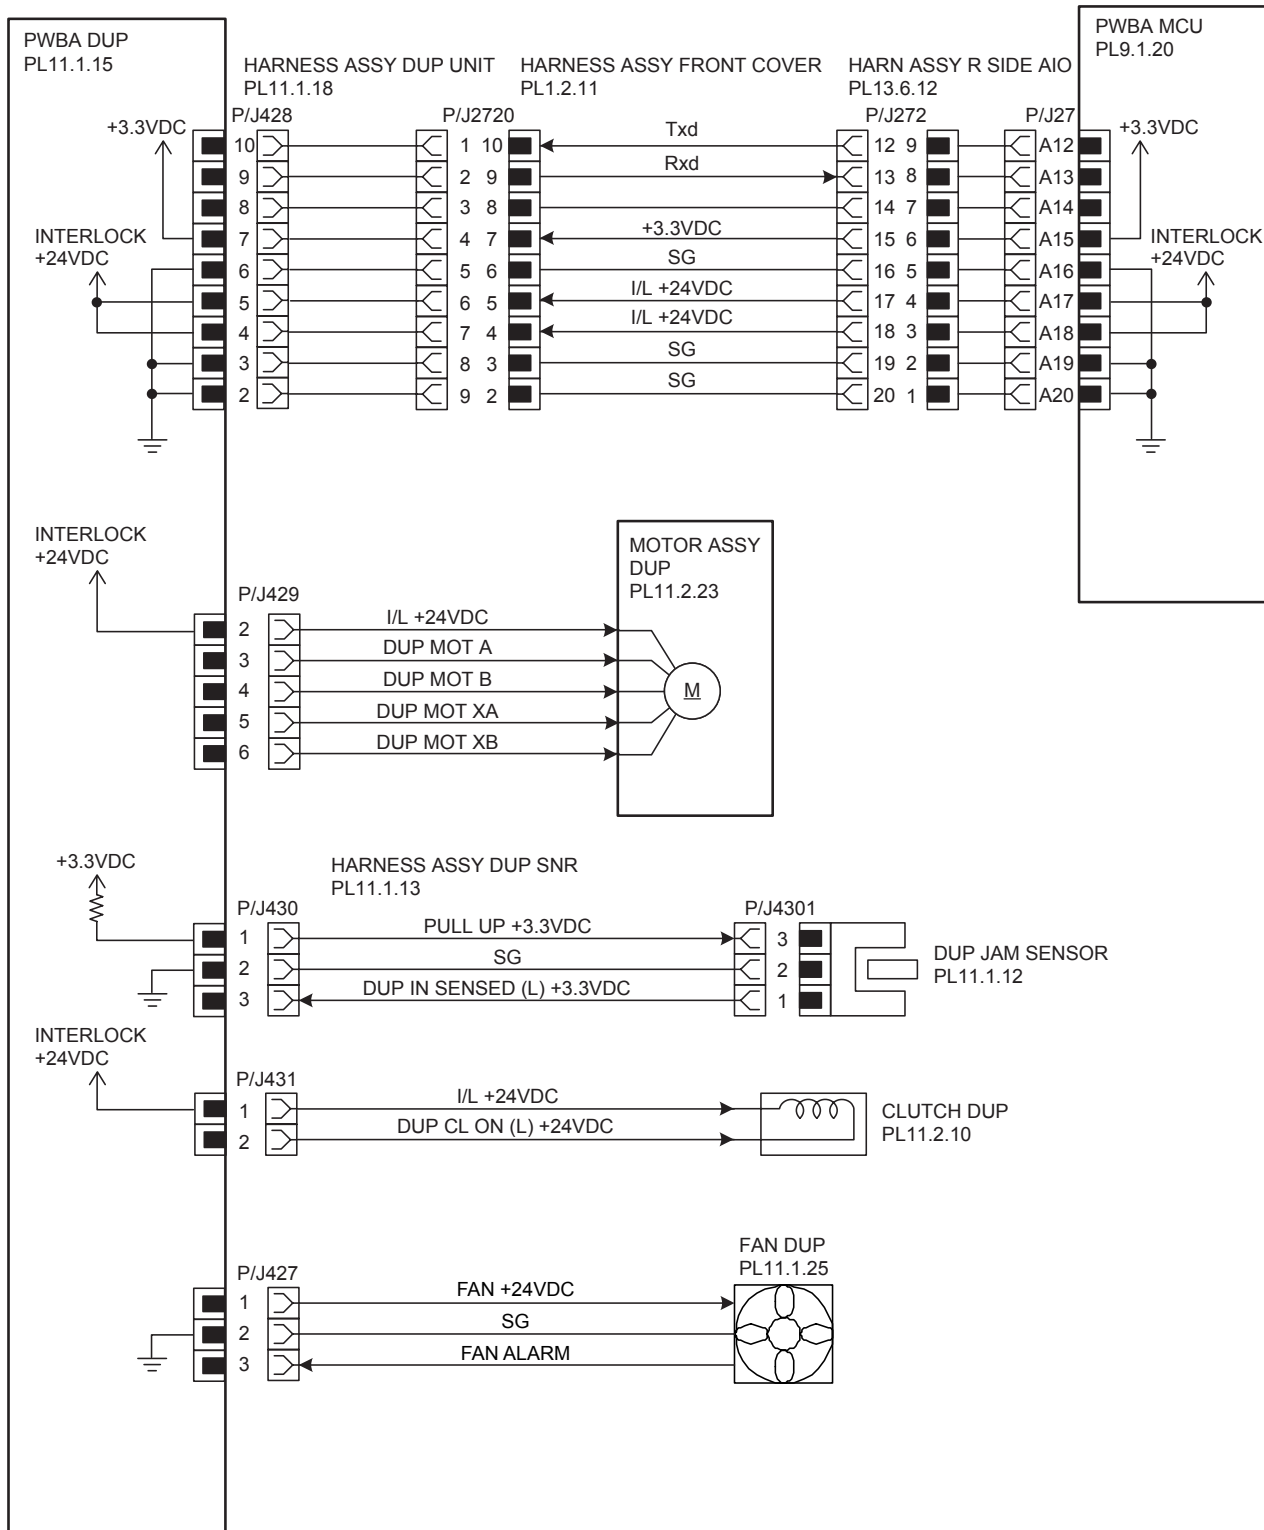 PWBA DUP
PL11.1.15
HARNESS ASSY DUP UNIT
PL11.1.18
HARNESS ASSY FRONT COVER
PL1.2.11
HARN ASSY R SIDE AIO
PL13.6.12
PWBA MCU
PL9.1.20
P/J428
P/J2720
P/J272
P/J27
+3.3VDC
+3.3VDC
10 1 10 Txd 12 9 A12
9 2 9 Rxd 13 8 A13
8 3 8 14 7 A14
7 4 7 +3.3VDC 15 6 A15
INTERLOCK
+24VDC
INTERLOCK
+24VDC
6 5 6 SG 16 5 A16
5 6 5 I/L +24VDC 17 4 A17
4 7 4 I/L +24VDC 18 3 A18
3 8 3 SG 19 2 A19
2 9 2 SG 20 1 A20
INTERLOCK
+24VDC
P/J429
MOTOR ASSY
DUP
PL11.2.23
2 I/L +24VDC
3 DUP MOT A
4 DUP MOT B
M
5 DUP MOT XA
6 DUP MOT XB
+3.3VDC
HARNESS ASSY DUP SNR
PL11.1.13
P/J430
P/J4301
1 PULL UP +3.3VDC 3
2 SG 2
3 DUP IN SENSED (L) +3.3VDC 1
DUP JAM SENSOR
PL11.1.12
INTERLOCK
+24VDC
P/J431
1 I/L +24VDC
2 DUP CL ON (L) +24VDC
CLUTCH DUP
PL11.2.10
FAN DUP
PL11.1.25
P/J427
1 FAN +24VDC
2 SG
3 FAN ALARM